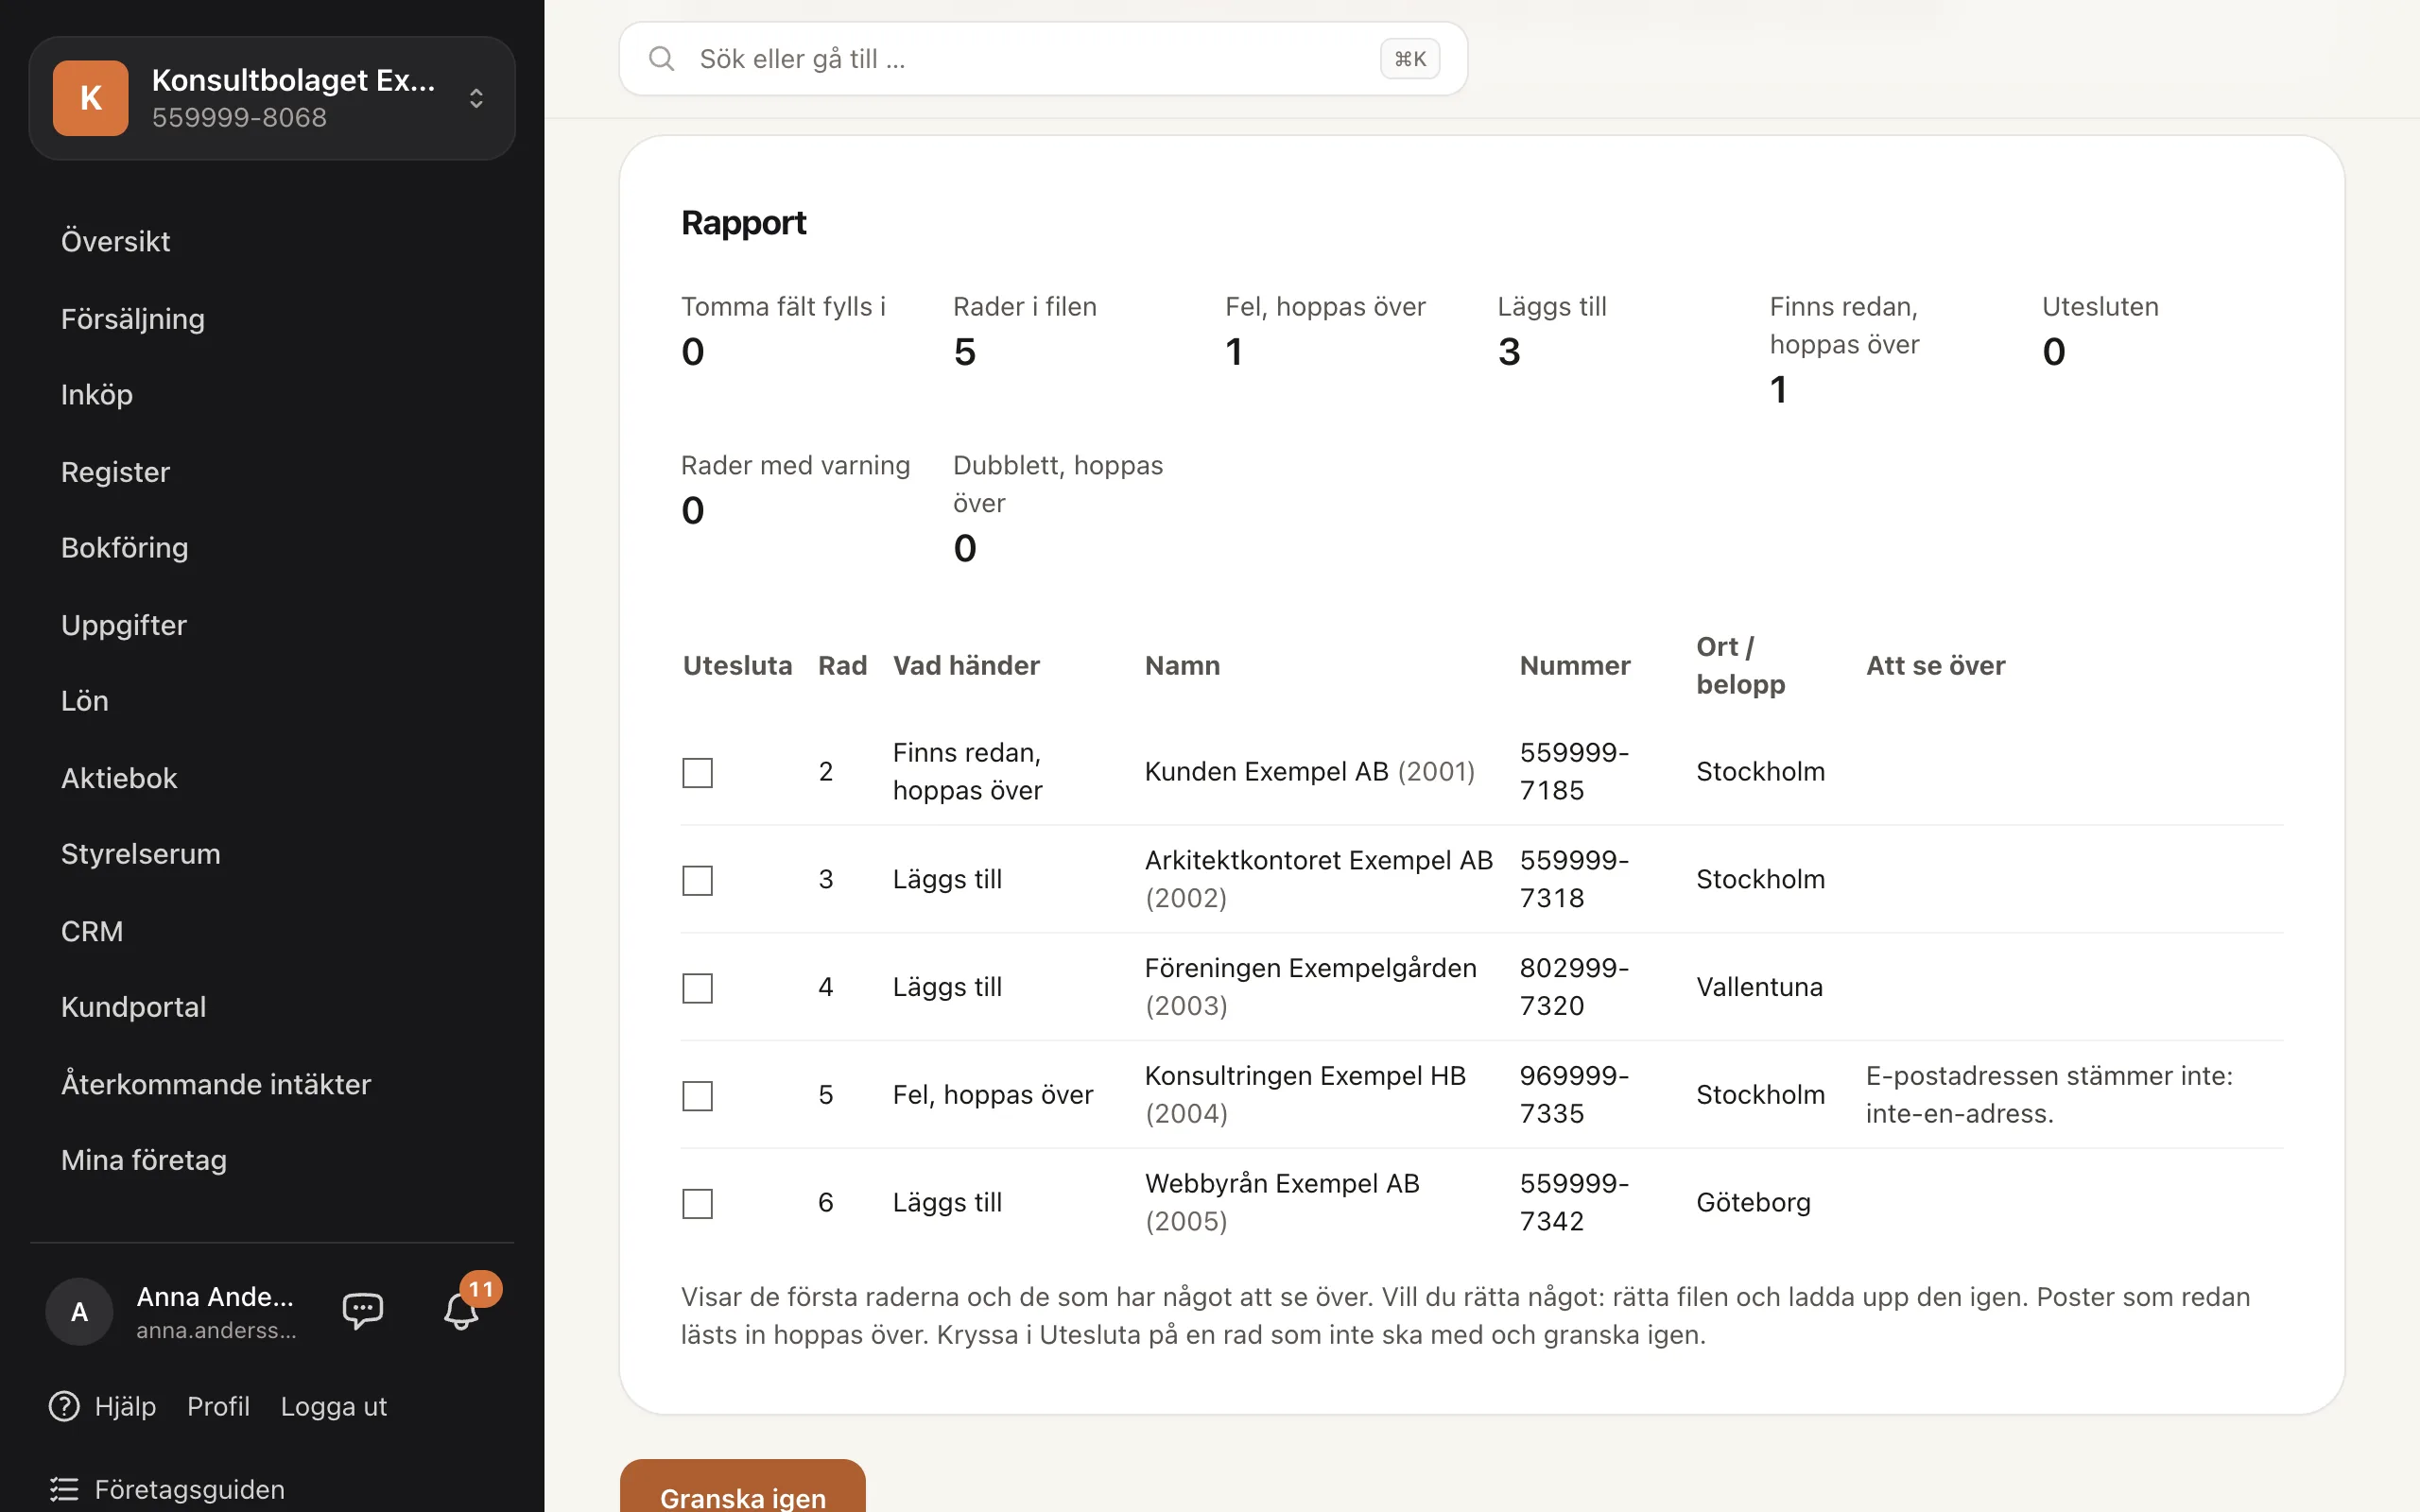 K
Konsultbolaget Ex...
559999-8068
Översikt
Försäljning
Inköp
Register
Bokföring
Uppgifter
Lön
Aktiebok
Styrelserum
CRM
Kundportal
Återkommande intäkter
Mina företag
A
Anna Ande...
anna.anderss...
11
Hjälp
Profil
Logga ut
Företagsguiden
Sök eller gå till ...
⌘K
Rapport
Tomma fält fylls i
0
Rader i filen
5
Fel, hoppas över
1
Läggs till
3
Finns redan,
hoppas över
1
Utesluten
0
Rader med varning
0
Dubblett, hoppas
över
0
Utesluta Rad Vad händer Namn Nummer Ort /
belopp Att se över
2 Finns redan,
hoppas över
Kunden Exempel AB (2001)
559999-
7185
Stockholm
3 Läggs till
Arkitektkontoret Exempel AB
(2002)
559999-
7318
Stockholm
4 Läggs till
Föreningen Exempelgården
(2003)
802999-
7320
Vallentuna
5 Fel, hoppas över
Konsultringen Exempel HB
(2004)
969999-
7335
Stockholm
E-postadressen stämmer inte:
inte-en-adress.
6 Läggs till
Webbyrån Exempel AB
(2005)
559999-
7342
Göteborg
Visar de första raderna och de som har något att se över. Vill du rätta något: rätta filen och ladda upp den igen. Poster som redan
lästs in hoppas över. Kryssa i Utesluta på en rad som inte ska med och granska igen.
Granska igen